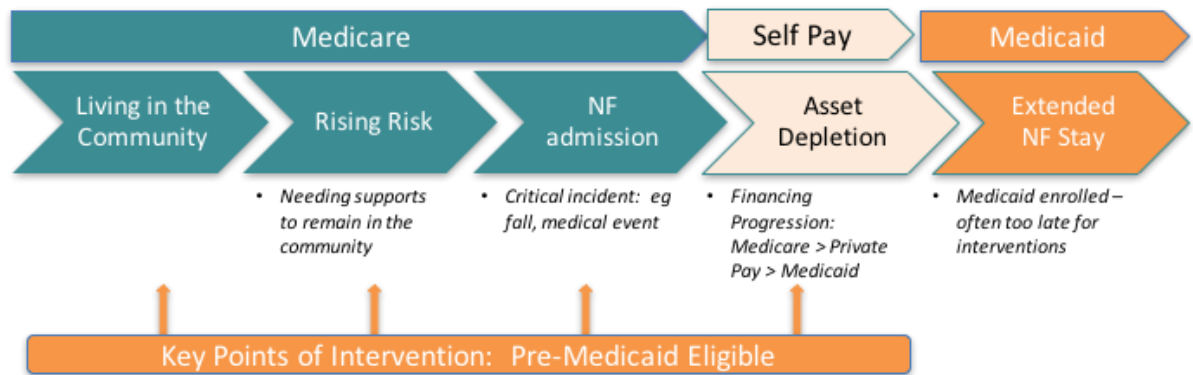 Medicare
Self Pay
Medicaid
Living in the
Community
Rising Risk
NF
admission
Asset
Depletion
Extended
NF Stay
• Needing supports
to remain in the
community
• Critical incident: eg
fall, medical event
• Financing
Progression:
Medicare > Private
Pay > Medicaid
• Medicaid enrolled –
often too late for
interventions
Key Points of Intervention: Pre-Medicaid Eligible